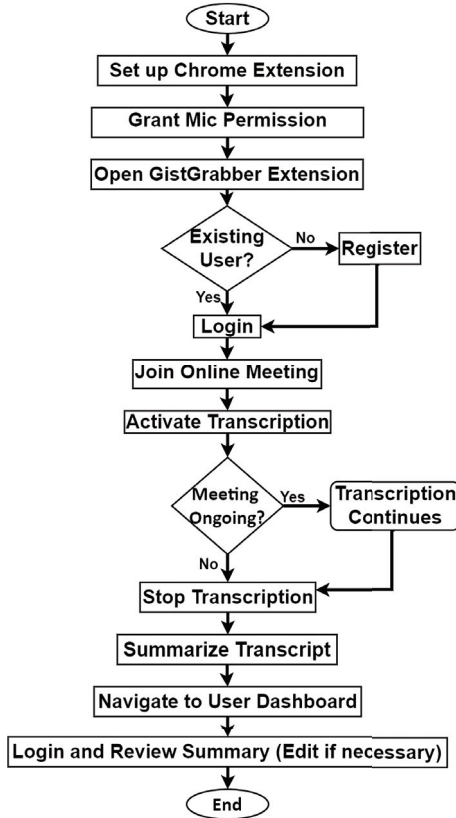 Start
Set up Chrome Extension
Grant Mic Permission
Open GistGrabber Extension
Existing
User?
No
Register
Yes
Login
Join Online Meeting
Activate Transcription
Meeting
Ongoing?
Yes
Transcription
Continues
No
Stop Transcription
Summarize Transcript
Navigate to User Dashboard
Login and Review Summary (Edit if necessary)
End